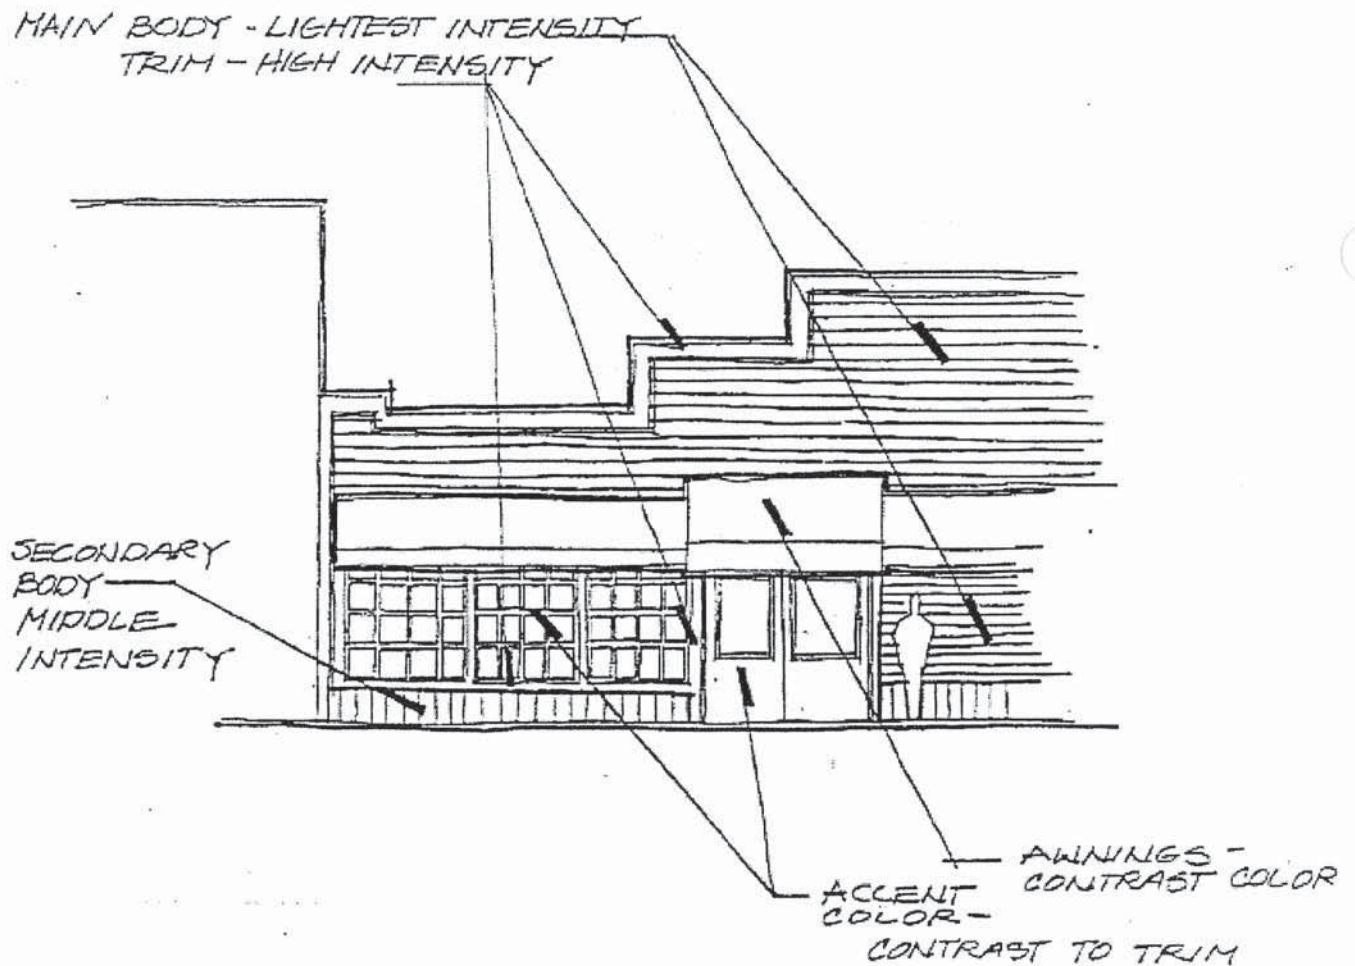 MAIN BODY - LIGHTEST INTENSITY
TRIM - HIGH INTENSITY
SECONDARY
BODY
MIDDLE
INTENSITY
AWNINGS -
CONTRAST COLOR
ACCENT
COLOR -
CONTRAST TO TRIM